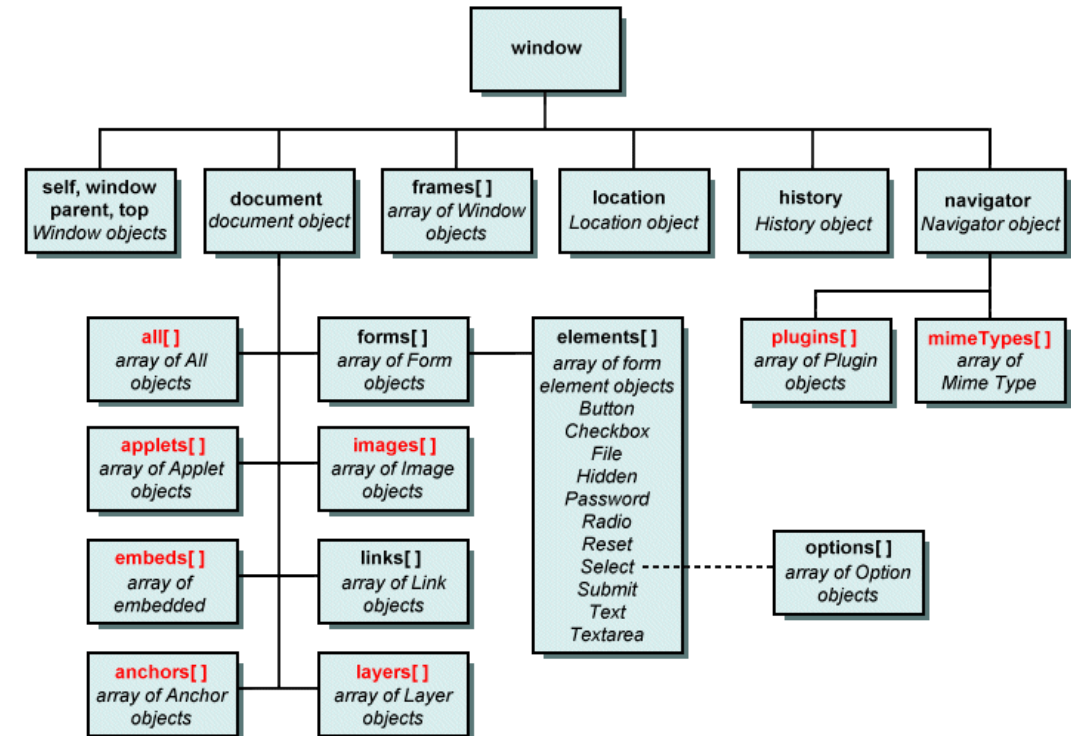 window
self, window
parent, top
Window objects
document
document object
frames[ ]
array of Window
objects
location
Location object
history
History object
navigator
Navigator object
all[ ]
array of All
objects
forms[ ]
array of Form
objects
elements[ ]
array of form
element objects
Button
Checkbox
File
Hidden
Password
Radio
Reset
Select
Submit
Text
Textarea
plugins[ ]
array of Plugin
objects
mimeTypes[ ]
array of
Mime Type
applets[ ]
array of Applet
objects
images[ ]
array of Image
objects
embeds[ ]
array of
embedded
links[ ]
array of Link
objects
options[ ]
array of Option
objects
anchors[ ]
array of Anchor
objects
layers[ ]
array of Layer
objects